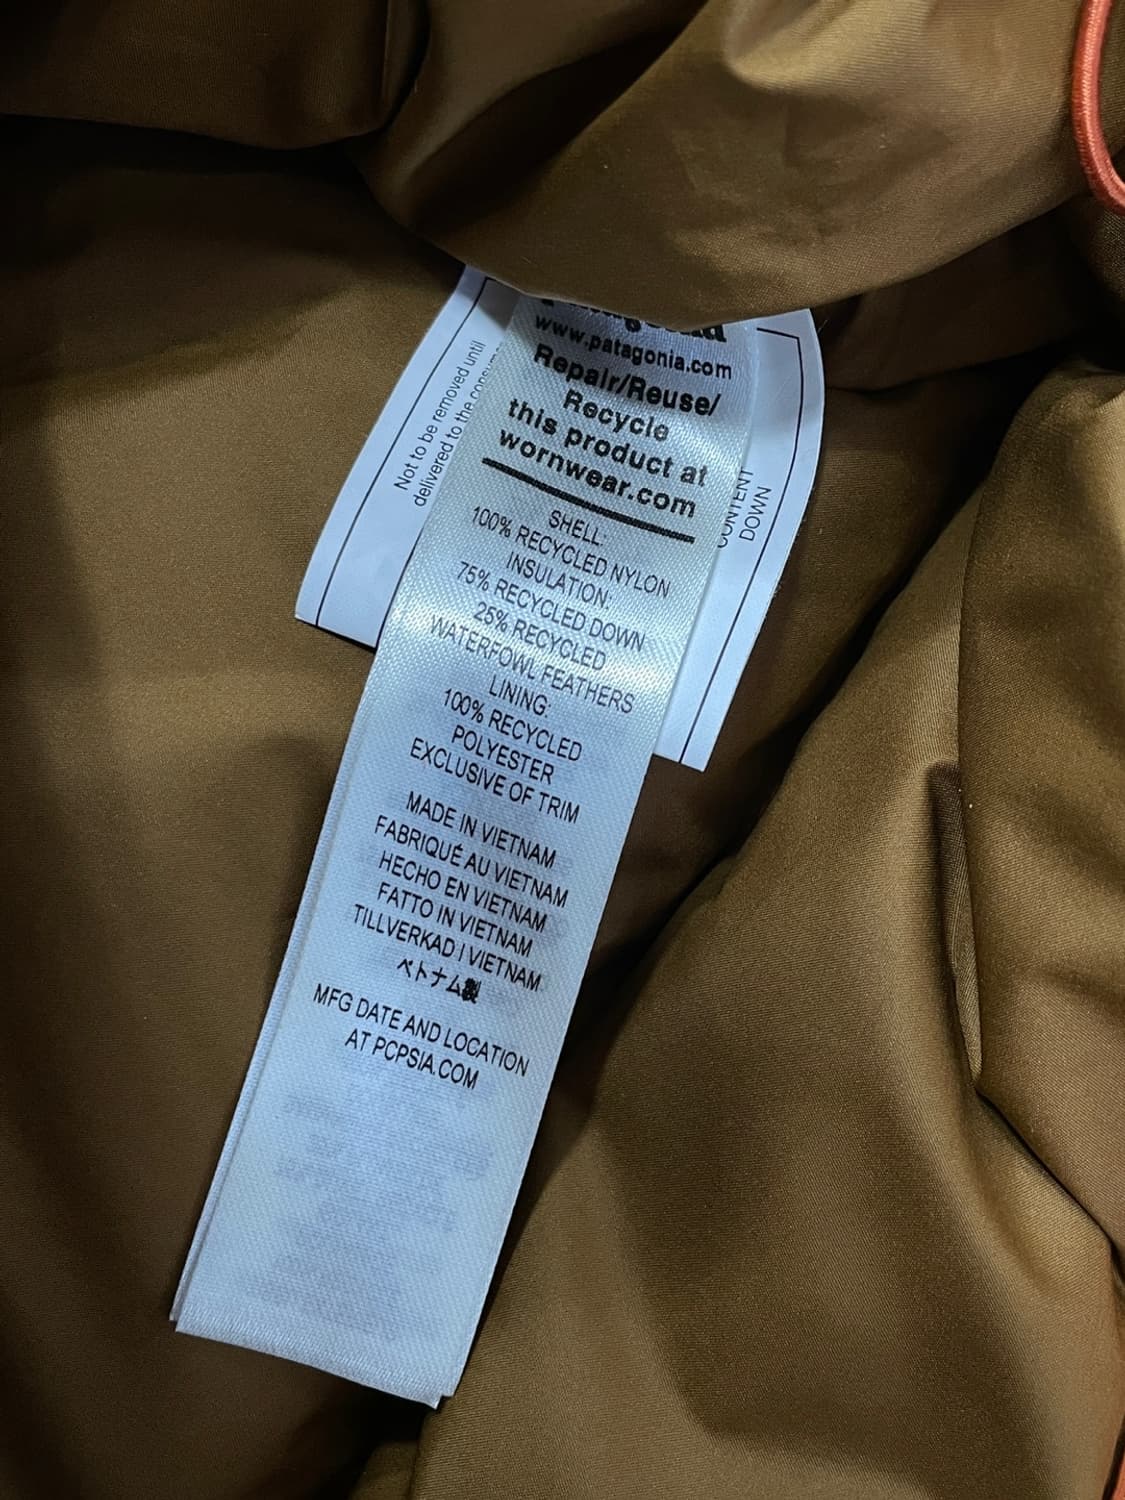 www.patagonia.com
Repair/Reuse/
Recycle
this product at
wornwear.com
SHELL:
100% RECYCLED NYLON
INSULATION:
75% RECYCLED DOWN
25% RECYCLED
WATERFOWL FEATHERS
LINING:
100% RECYCLED
POLYESTER
EXCLUSIVE OF TRIM
MADE IN VIETNAM
FABRIQUÉ AU VIETNAM
HECHO EN VIETNAM
FATTO IN VIETNAM
TILLVERKAD I VIETNAM
ベトナム製
MFG DATE AND LOCATION
AT PCPSIA.COM
Not to be removed until
delivered to the
CONTENT
DOWN